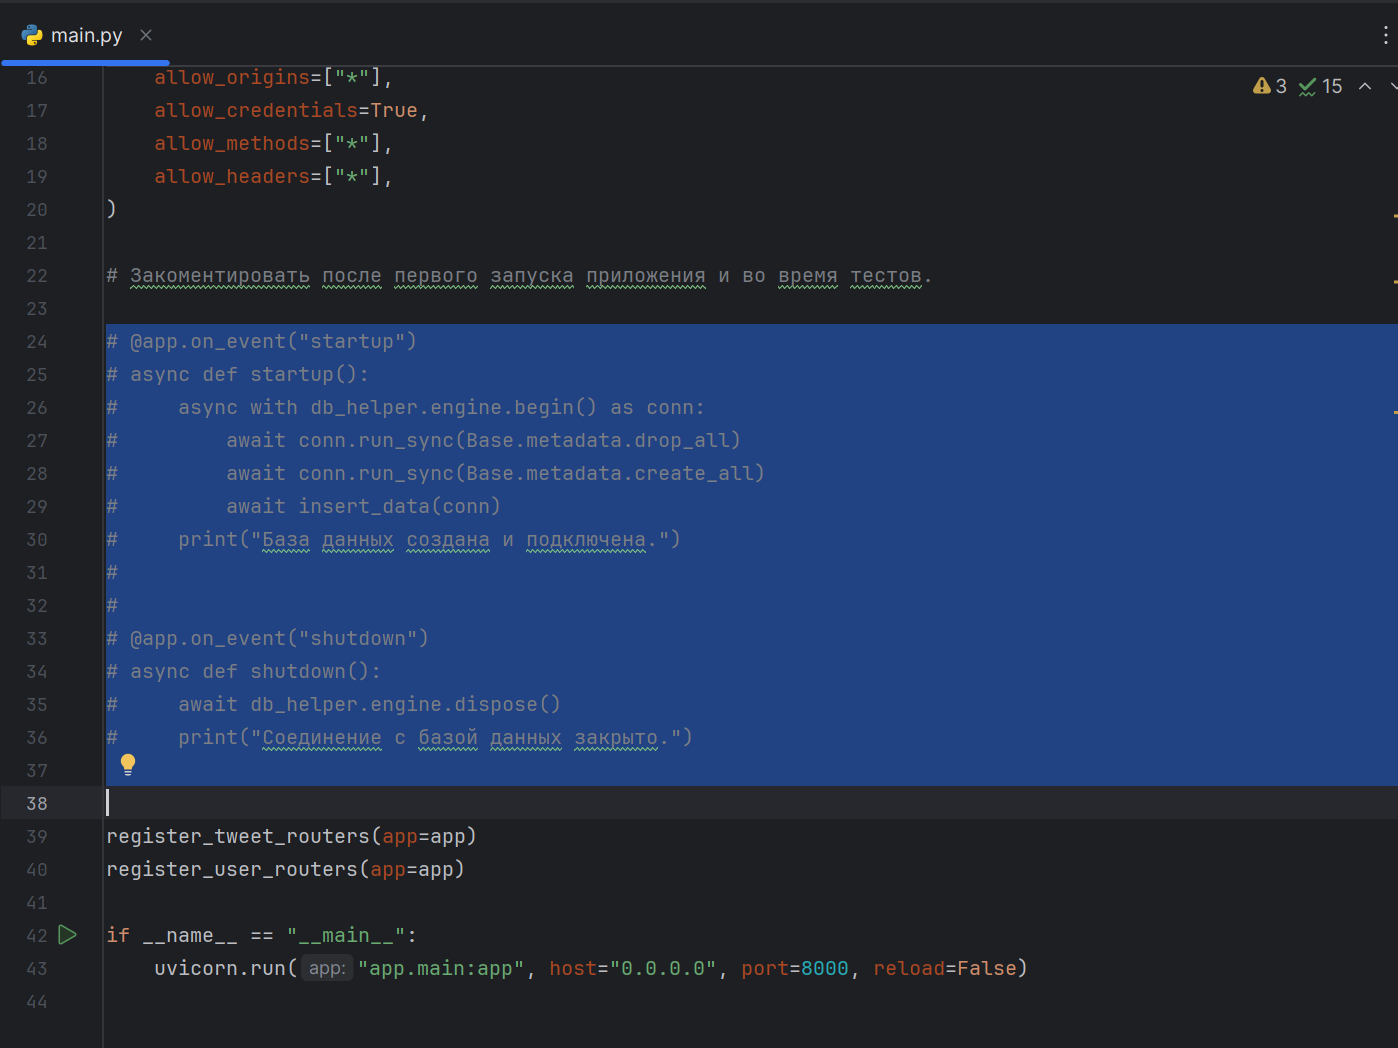 main.py
3 15
16 allow_origins=["*"],
17 allow_credentials=True,
18 allow_methods=["*"],
19 allow_headers=["*"],
20 )
21
22 # Закоментировать после первого запуска приложения и во время тестов.
23
24 # @app.on_event("startup")
25 # async def startup():
26 #     async with db_helper.engine.begin() as conn:
27 #         await conn.run_sync(Base.metadata.drop_all)
28 #         await conn.run_sync(Base.metadata.create_all)
29 #         await insert_data(conn)
30 #     print("База данных создана и подключена.")
31 #
32 #
33 # @app.on_event("shutdown")
34 # async def shutdown():
35 #     await db_helper.engine.dispose()
36 #     print("Соединение с базой данных закрыто.")
37
38
39 register_tweet_routers(app=app)
40 register_user_routers(app=app)
41
42 if __name__ == "__main__":
43     uvicorn.run( app: "app.main:app", host="0.0.0.0", port=8000, reload=False)
44